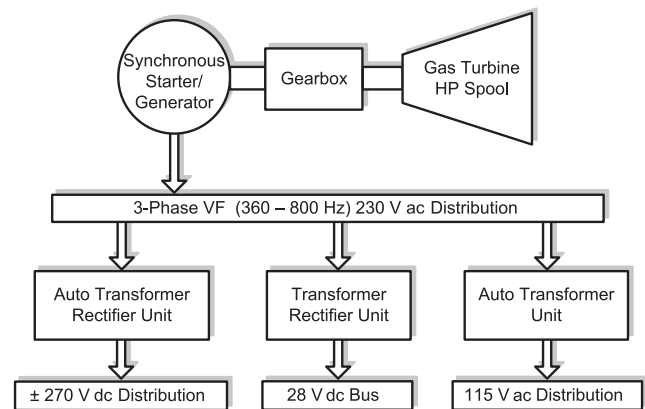 Synchronous
Starter/
Generator
Gearbox
Gas Turbine
HP Spool
3-Phase VF (360 – 800 Hz) 230 V ac Distribution
Auto Transformer
Rectifier Unit
Transformer
Rectifier Unit
Auto Transformer
Unit
± 270 V dc Distribution
28 V dc Bus
115 V ac Distribution